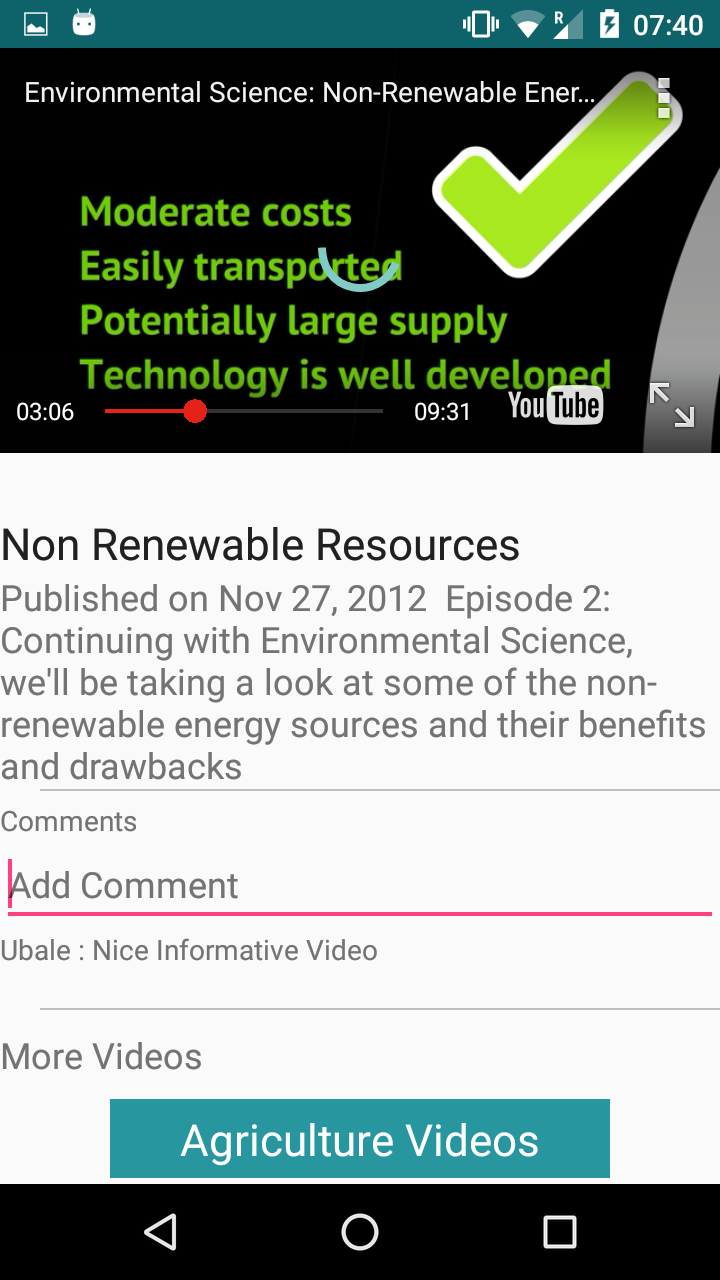 R 07:40
Environmental Science: Non-Renewable Ener...
Moderate costs
Easily transported
Potentially large supply
Technology is well developed
03:06 09:31 YouTube
Non Renewable Resources
Published on Nov 27, 2012  Episode 2:
Continuing with Environmental Science,
we'll be taking a look at some of the non-
renewable energy sources and their benefits
and drawbacks
Comments
Add Comment
Ubale : Nice Informative Video
More Videos
Agriculture Videos